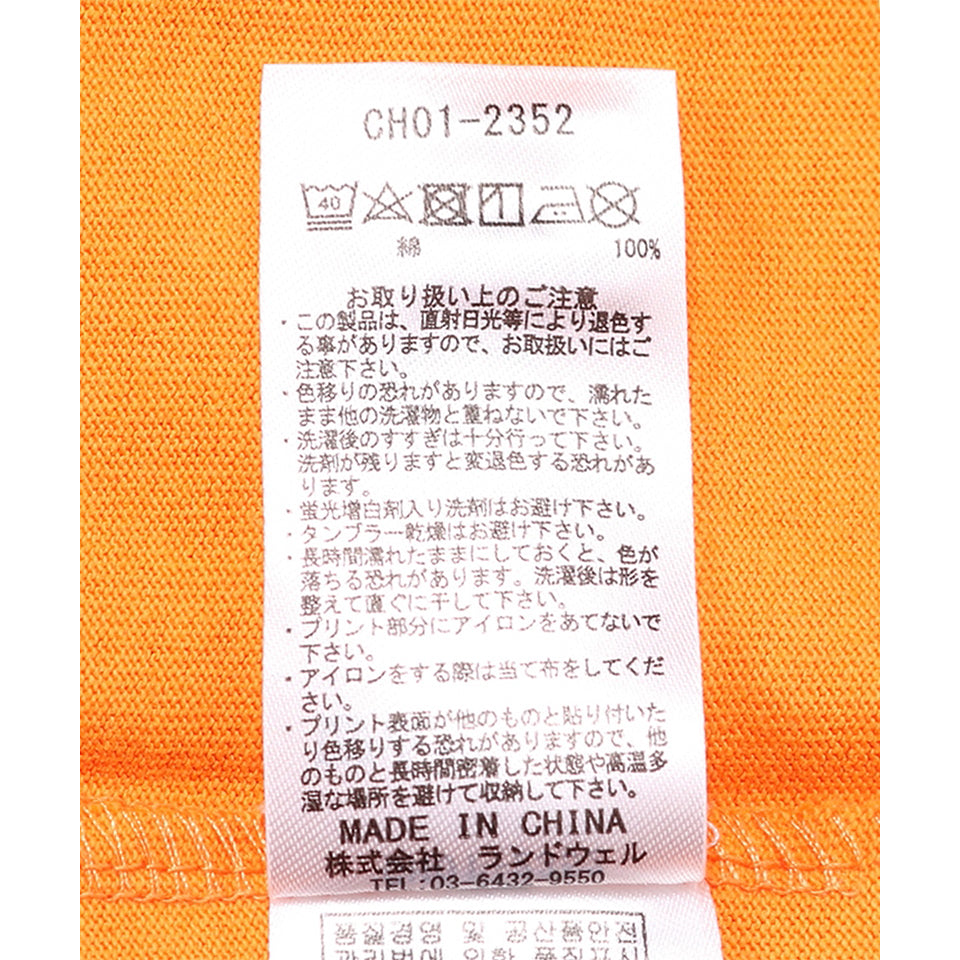 CH01-2352
40
綿 100%
お取り扱い上のご注意
・この製品は、直射日光等により退色す
る事がありますので、お取扱いにはご
注意下さい。
・色移りの恐れがありますので、濡れた
まま他の洗濯物と重ねないで下さい。
・洗濯後のすすぎは十分行って下さい。
洗剤が残りますと変退色する恐れがあ
ります。
・蛍光増白剤入り洗剤はお避け下さい。
・タンブラー乾燥はお避け下さい。
・長時間濡れたままにしておくと、色が
落ちる恐れがあります。洗濯後は形を
整えて直ぐに干して下さい。
・プリント部分にアイロンをあてないで
下さい。
・アイロンをする際は当て布をしてくだ
さい。
・プリント表面が他のものと貼り付いた
り色移りする恐れがありますので、他
のものと長時間密着した状態や高温多
湿な場所を避けて収納して下さい。
MADE IN CHINA
株式会社 ランドウェル
TEL:03-6432-9550